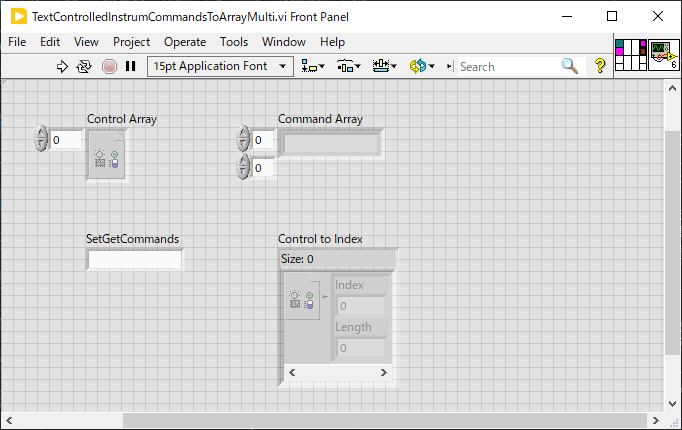 TextControlledInstrumCommandsToArrayMulti.vi Front Panel
File Edit View Project Operate Tools Window Help
15pt Application Font Search ? 6
Control Array
0
Command Array
0
0
SetGetCommands
Control to Index
Size: 0
Index
0
Length
0